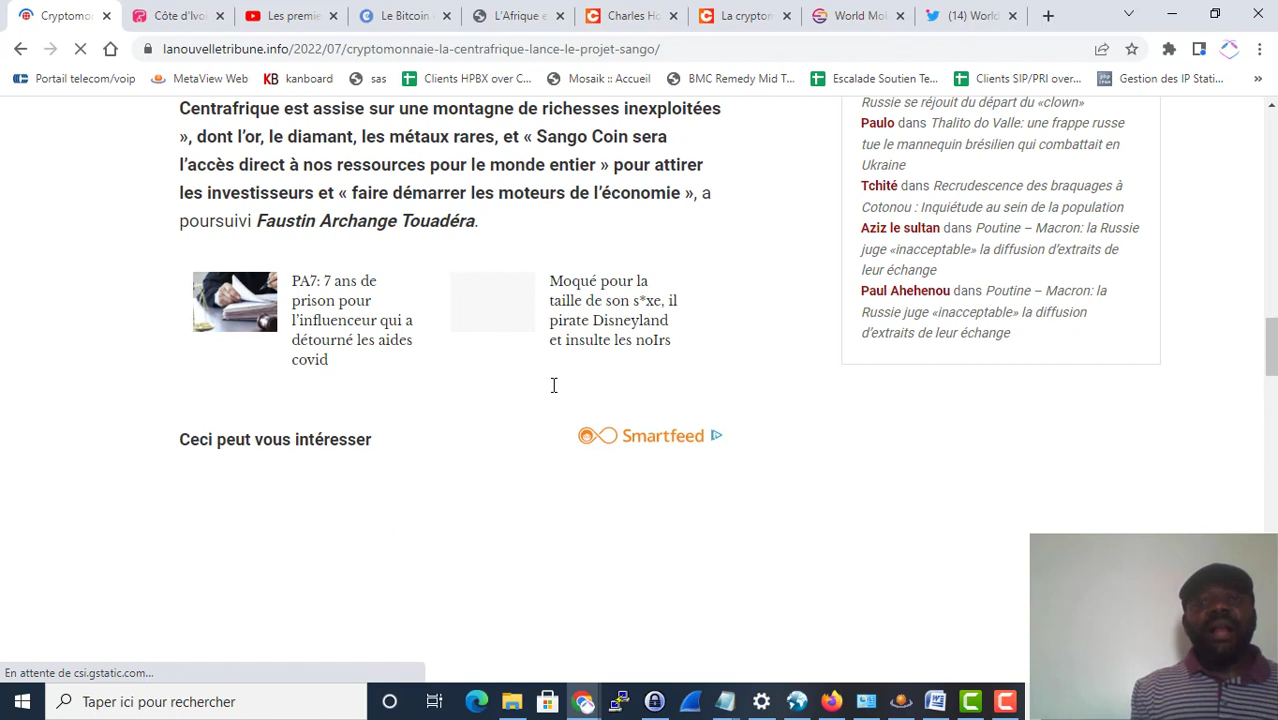 Cryptomon
Côte d'Ivoi
Les premie
Le Bitcoin
L'Afrique e
Charles Ho
La cryptom
World Mol
(14) World
lanouvelletribune.info/2022/07/cryptomonnaie-la-centrafrique-lance-le-projet-sango/
Portail telecom/voip
MetaView Web
KB kanboard
sas
Clients HPBX over C...
Mosaik :: Accueil
BMC Remedy Mid T...
Escalade Soutien Te...
Clients SIP/PRI over...
Gestion des IP Stati...
»
Centrafrique est assise sur une montagne de richesses inexploitées
», dont l'or, le diamant, les métaux rares, et « Sango Coin sera
l'accès direct à nos ressources pour le monde entier » pour attirer
les investisseurs et « faire démarrer les moteurs de l'économie », a
poursuivi Faustin Archange Touadéra.
PA7: 7 ans de
prison pour
l'influenceur qui a
détourné les aides
covid
Moqué pour la
taille de son s*xe, il
pirate Disneyland
et insulte les noIrs
Ceci peut vous intéresser
Smartfeed
Russie se réjouit du départ du «clown»
Paulo dans Thalito do Valle: une frappe russe
tue le mannequin brésilien qui combattait en
Ukraine
Tchité dans Recrudescence des braquages à
Cotonou : Inquiétude au sein de la population
Aziz le sultan dans Poutine – Macron: la Russie
juge «inacceptable» la diffusion d'extraits de
leur échange
Paul Ahehenou dans Poutine – Macron: la
Russie juge «inacceptable» la diffusion
d'extraits de leur échange
En attente de csi.gstatic.com...
Taper ici pour rechercher